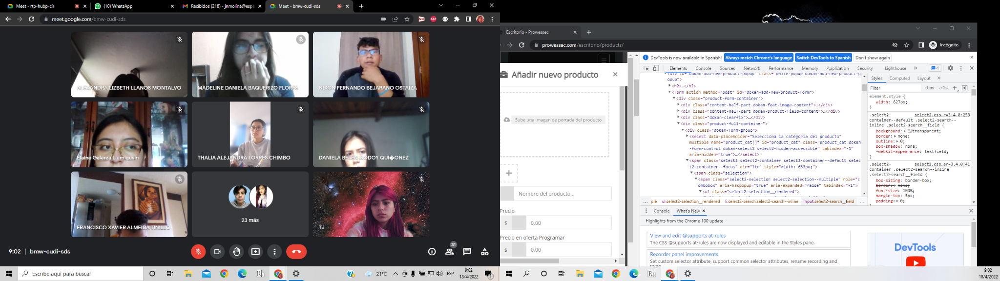 Meet - rtp-hubp-cir
(10) WhatsApp
Recibidos (218) - jnmolina@espe
Meet - bmw-cudi-sds
meet.google.com/bmw-cudi-sds
ABP
ALEXANDRA LIZBETH LLANOS MONTALVO
MADELINE DANIELA BAQUERIZO FLORES
NIXON FERNANDO BEJARANO OSTAIZA
Elaine Galarza Llumigusin
THALIA ALEJANDRA TORRES CHIMBO
DANIELA BELEN GODOY QUI�ONEZ
FRANCISCO XAVIER ALMEIDA TINILLO
23 más
Tú
9:02 | bmw-cudi-sds
31
Escribe aquí para buscar
21°C
ESP
9:02
18/4/2022
Escritorio - Prowessec
prowessec.com/escritorio/products/
Incógnito
Añadir nuevo producto
Sube una imagen de portada del producto
Nombre del producto...
Precio
$ 0.00
Precio en oferta Programar
$ 0.00
DevTools is now available in Spanish!
Always match Chrome's language
Switch DevTools to Spanish
Don't show again
Elements Console Sources Network Performance Memory Application Security Lighthouse
4
<div id="dokan-add-new-product-popup" class="white-popup dokan-add-new-product-p
opup">
<h2>…</h2>
<form action method="post" id="dokan-add-new-product-form">
<div class="product-form-container">
<div class="content-half-part dokan-feat-image-content">…</div>
<div class="content-half-part dokan-product-field-content">…</div>
<div class="dokan-clearfix">…</div>
<div class="product-full-container">
<div class="dokan-form-group">
<select data-placeholder="Selecciona la categoría del producto"
multiple name="product_cat[]" id="product_cat" class="product_cat dokan
-form-control dokan-select2 select2-hidden-accessible" tabindex="-1"
aria-hidden="true">…</select>
<span class="select2 select2-container select2-container--default selec
t2-container--focus" dir="ltr" style="width: 633px;">
<span class="selection">
<span class="select2-selection select2-selection--multiple" role="c
ombobox" aria-haspopup="true" aria-expanded="false" tabindex="-1">
<ul class="select2-selection__rendered">
... ple ul.select2-selection__rendered li.select2-search.select2-search--inline input.select2-search__field ...
Styles Computed Layout
Filter
:hov .cls
element.style {
width: 627px;
}
.select2- select2.css…r=3.4.0:253
container--default .select2-search--
inline .select2-search__field {
background: transparent;
border: none;
outline: 0;
box-shadow: none;
-webkit-appearance: textfield;
}
.select2- select2.css…er=3.4.0:41
container .select2-search--inline
.select2-search__field {
box-sizing: border-box;
border: none;
font-size: 100%;
margin-top: 5px;
padding: 0;
Console What's New
Highlights from the Chrome 100 update
View and edit @supports at-rules
The CSS @supports at-rules are now displayed and editable in the Styles pane.
Recorder panel improvements
Set custom selector attribute, support common selector attributes, rename recording and
more
DevTools
9:02
18/4/2022